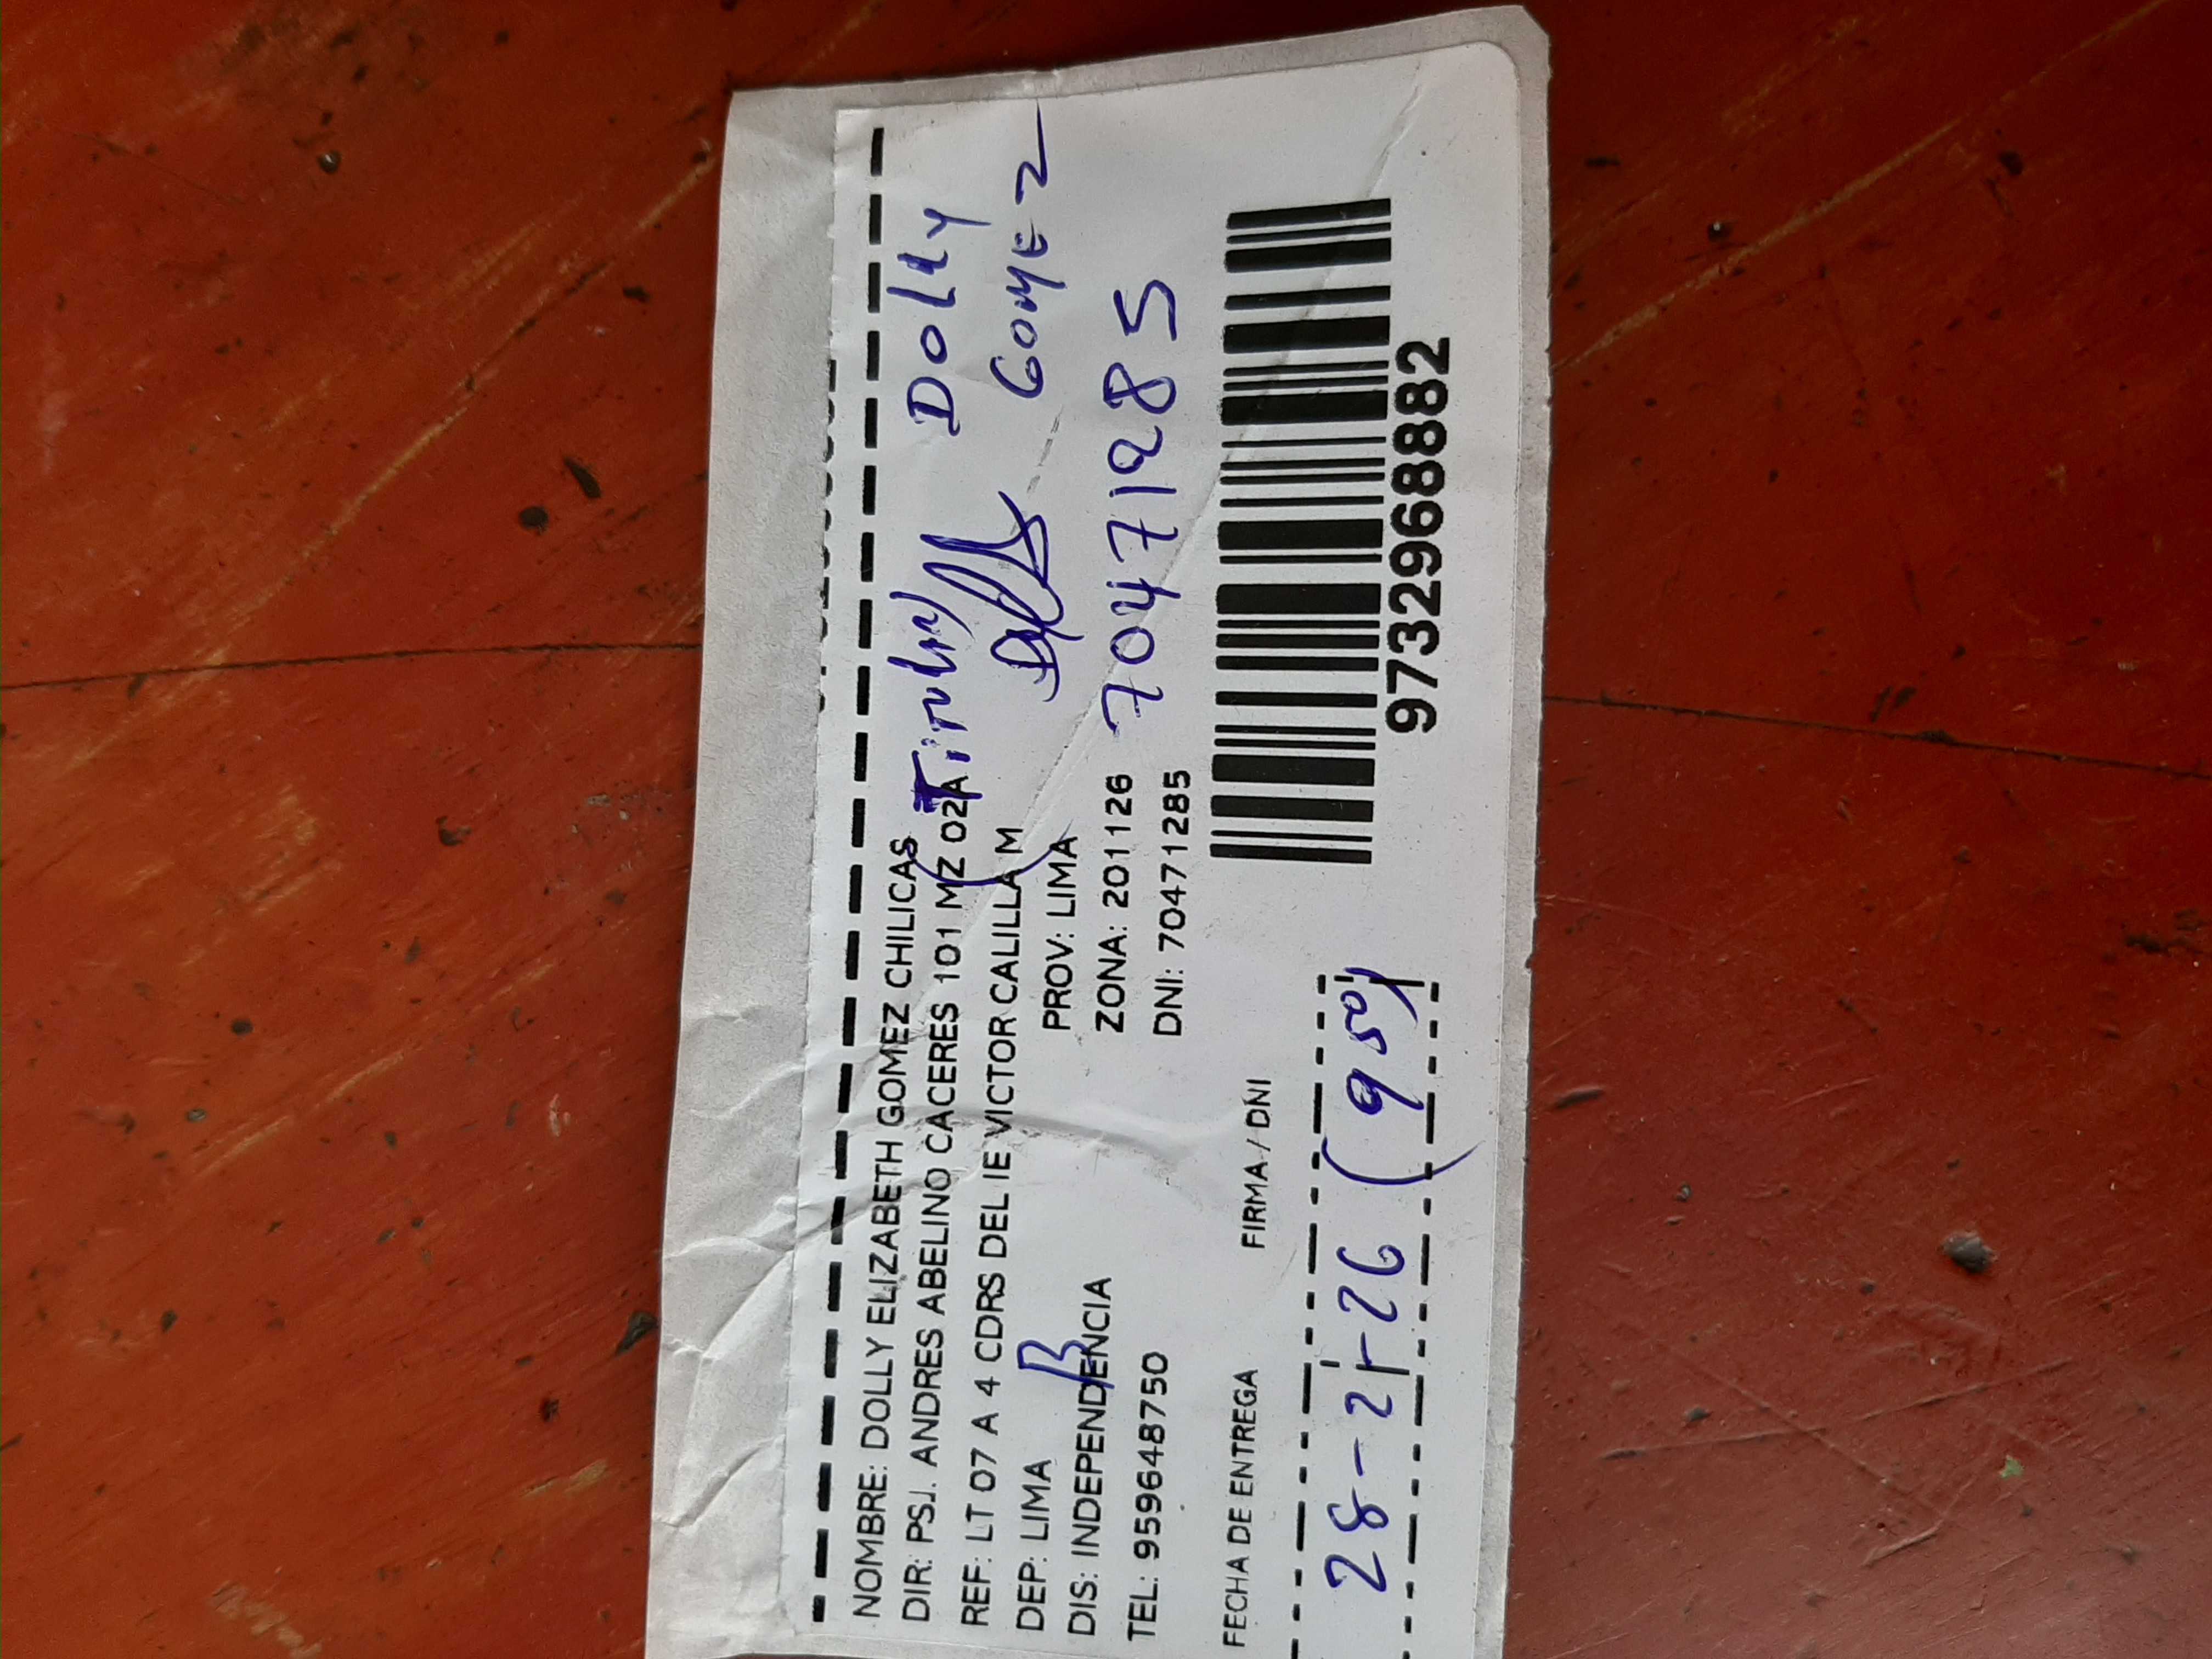 NOMBRE: DOLLY ELIZABETH GOMEZ CHILICAS
DIR: PSJ. ANDRES ABELINO CACERES 101 MZ 02A
REF: LT 07 A 4 CDRS DEL IE VICTOR CALILLA M
DEP: LIMA PROV: LIMA
DIS: INDEPENDENCIA ZONA: 201126
TEL: 959648750 DNI: 70471285
(Titular)
Dolly
Gomez
70471285
FECHA DE ENTREGA FIRMA / DNI
28-2-26 (950)
9732968882